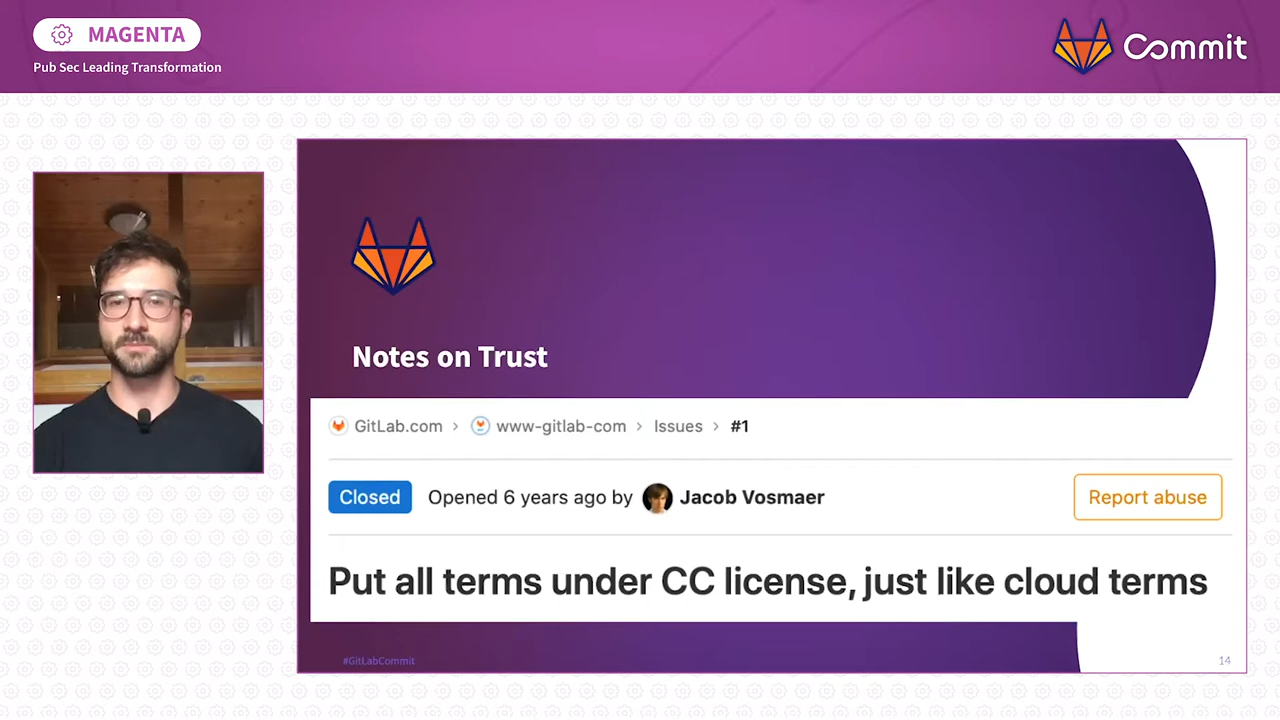 MAGENTA
Pub Sec Leading Transformation
Commit
Notes on Trust
GitLab.com › www-gitlab-com › Issues › #1
Closed Opened 6 years ago by Jacob Vosmaer Report abuse
Put all terms under CC license, just like cloud terms
#GitLabCommit
14